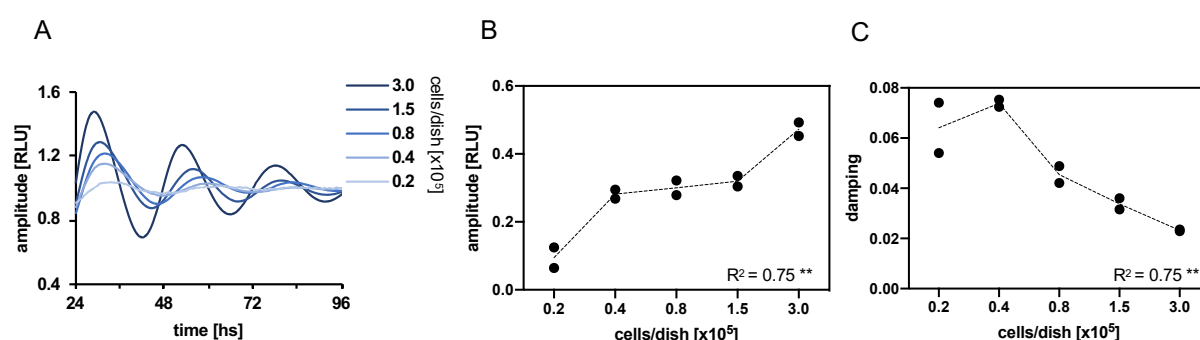 A
amplitude [RLU]
1.6
1.2
0.8
0.4
24
48
72
96
time [hs]
3.0
1.5
0.8
0.4
0.2
cells/dish [x10⁵]
B
amplitude [RLU]
0.6
0.4
0.2
0.0
R² = 0.75 **
0.2
0.4
0.8
1.5
3.0
cells/dish [x10⁵]
C
damping
0.08
0.06
0.04
0.02
0.00
R² = 0.75 **
0.2
0.4
0.8
1.5
3.0
cells/dish [x10⁵]